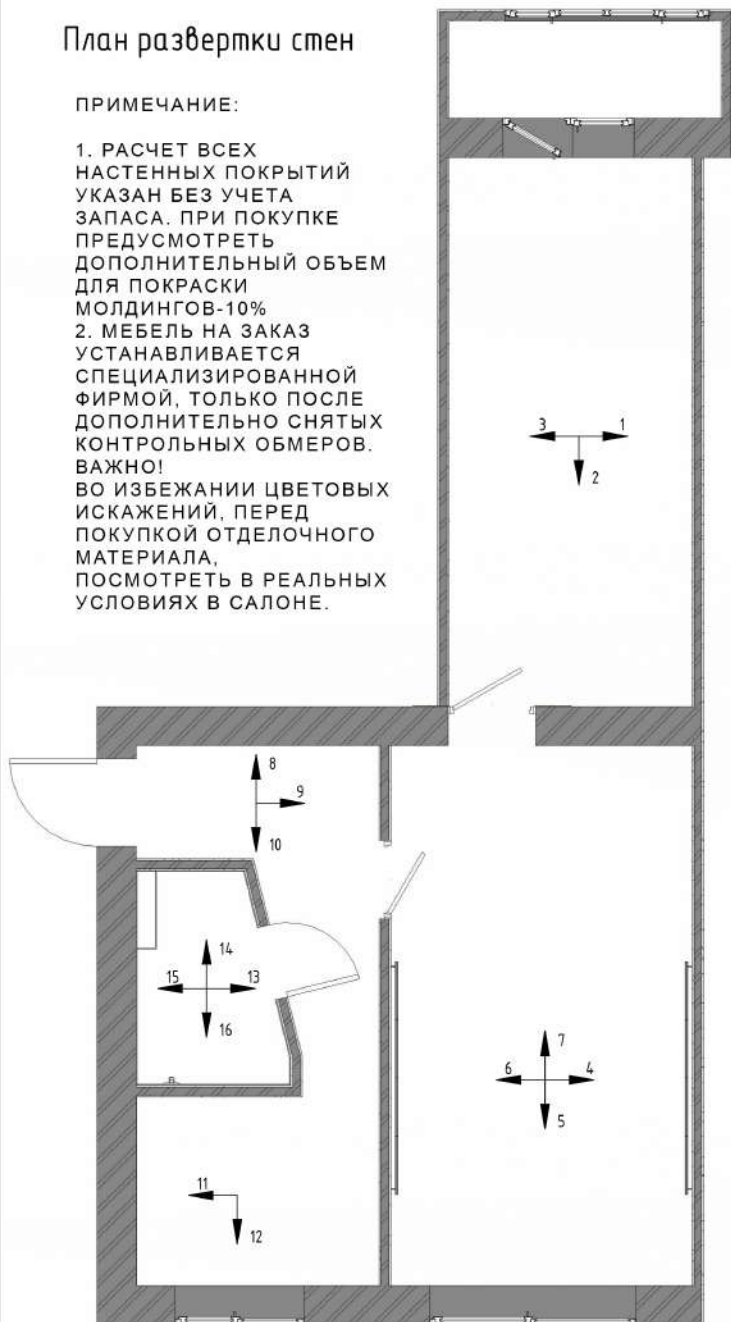 План развертки стен
ПРИМЕЧАНИЕ:
1. РАСЧЕТ ВСЕХ
НАСТЕННЫХ ПОКРЫТИЙ
УКАЗАН БЕЗ УЧЕТА
ЗАПАСА. ПРИ ПОКУПКЕ
ПРЕДУСМОТРЕТЬ
ДОПОЛНИТЕЛЬНЫЙ ОБЪЕМ
ДЛЯ ПОКРАСКИ
МОЛДИНГОВ-10%
2. МЕБЕЛЬ НА ЗАКАЗ
УСТАНАВЛИВАЕТСЯ
СПЕЦИАЛИЗИРОВАННОЙ
ФИРМОЙ, ТОЛЬКО ПОСЛЕ
ДОПОЛНИТЕЛЬНО СНЯТЫХ
КОНТРОЛЬНЫХ ОБМЕРОВ.
ВАЖНО!
ВО ИЗБЕЖАНИИ ЦВЕТОВЫХ
ИСКАЖЕНИЙ, ПЕРЕД
ПОКУПКОЙ ОТДЕЛОЧНОГО
МАТЕРИАЛА,
ПОСМОТРЕТЬ В РЕАЛЬНЫХ
УСЛОВИЯХ В САЛОНЕ.
3 1
2
8
9
10
14
15 13
16
7
6 4
5
11
12